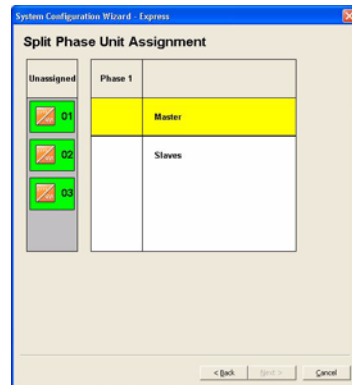 System Configuration Wizard - Express
Split Phase Unit Assignment
Unassigned Phase 1
01 Master
02 Slaves
03
< Back Next > Cancel